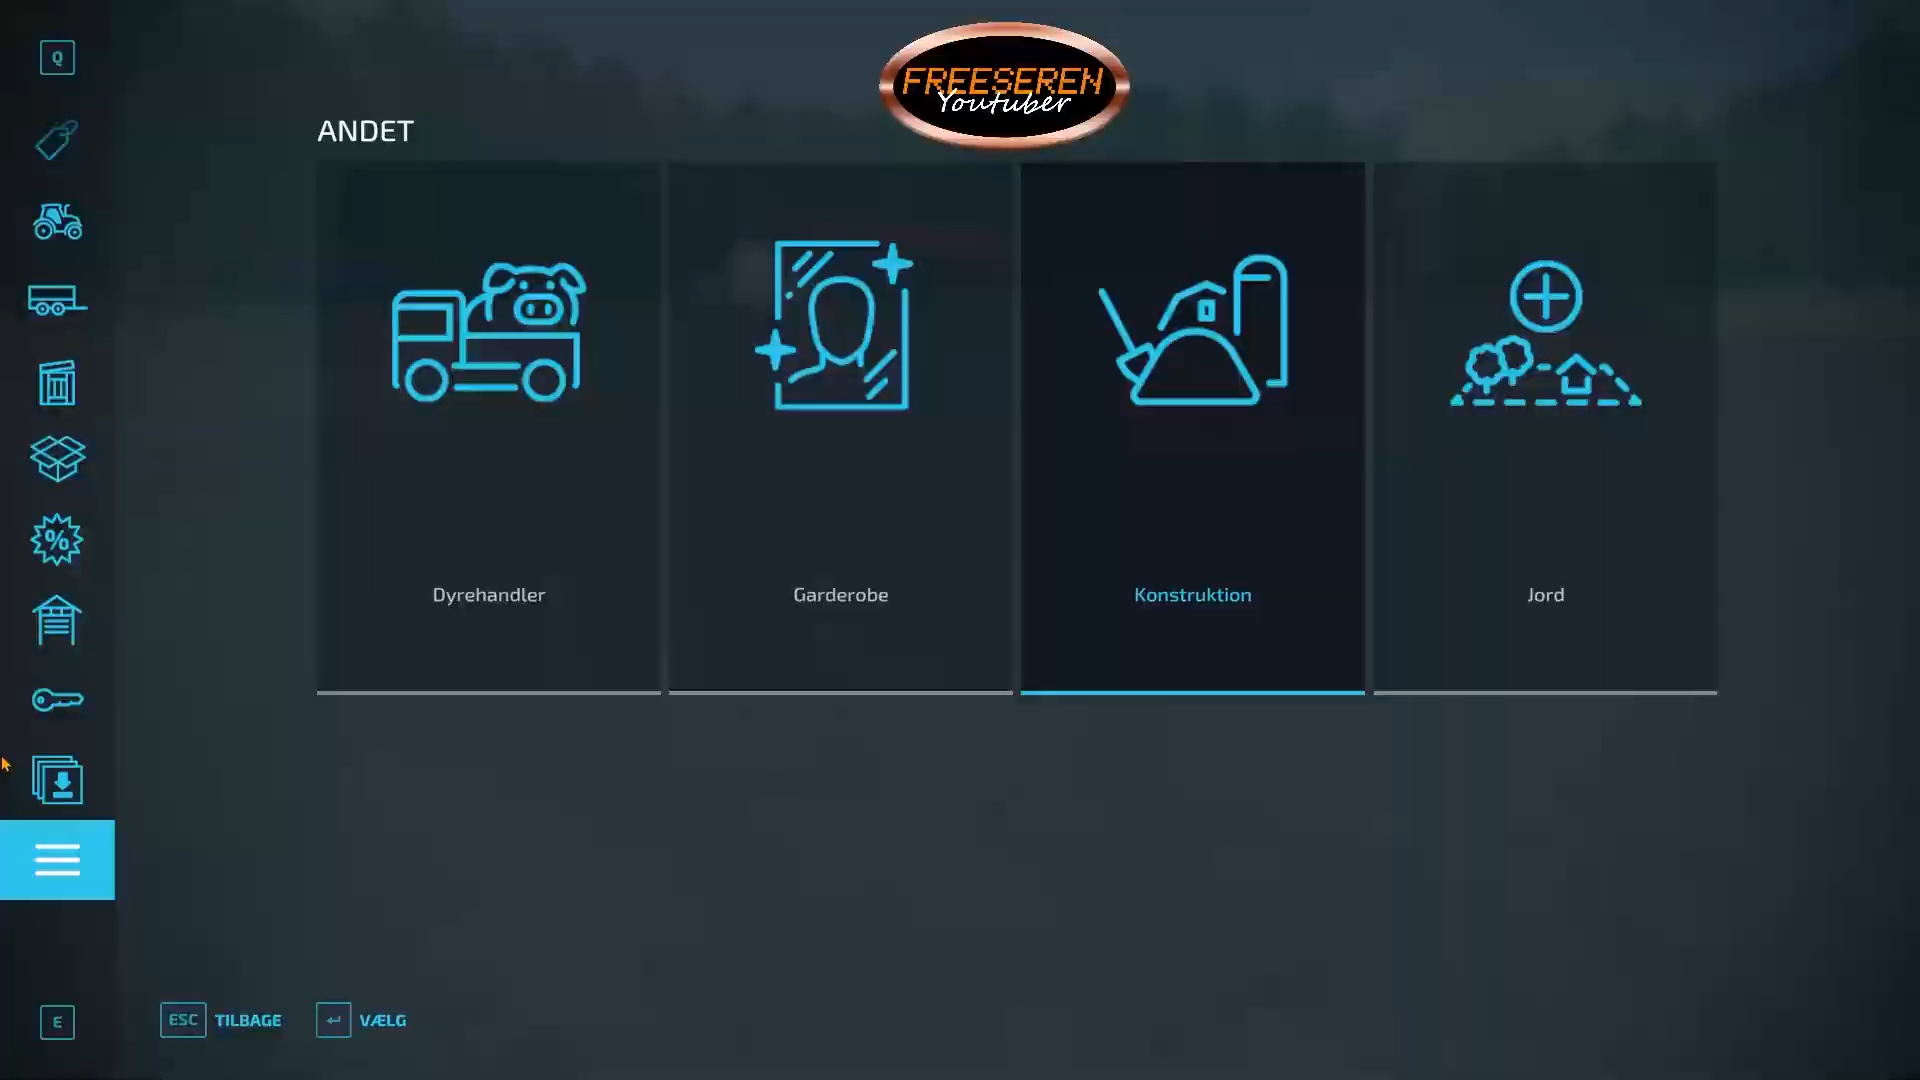 Q
FREESEREN
Youtuber
ANDET
%
Dyrehandler
Garderobe
Konstruktion
Jord
E
ESC TILBAGE
VÆLG